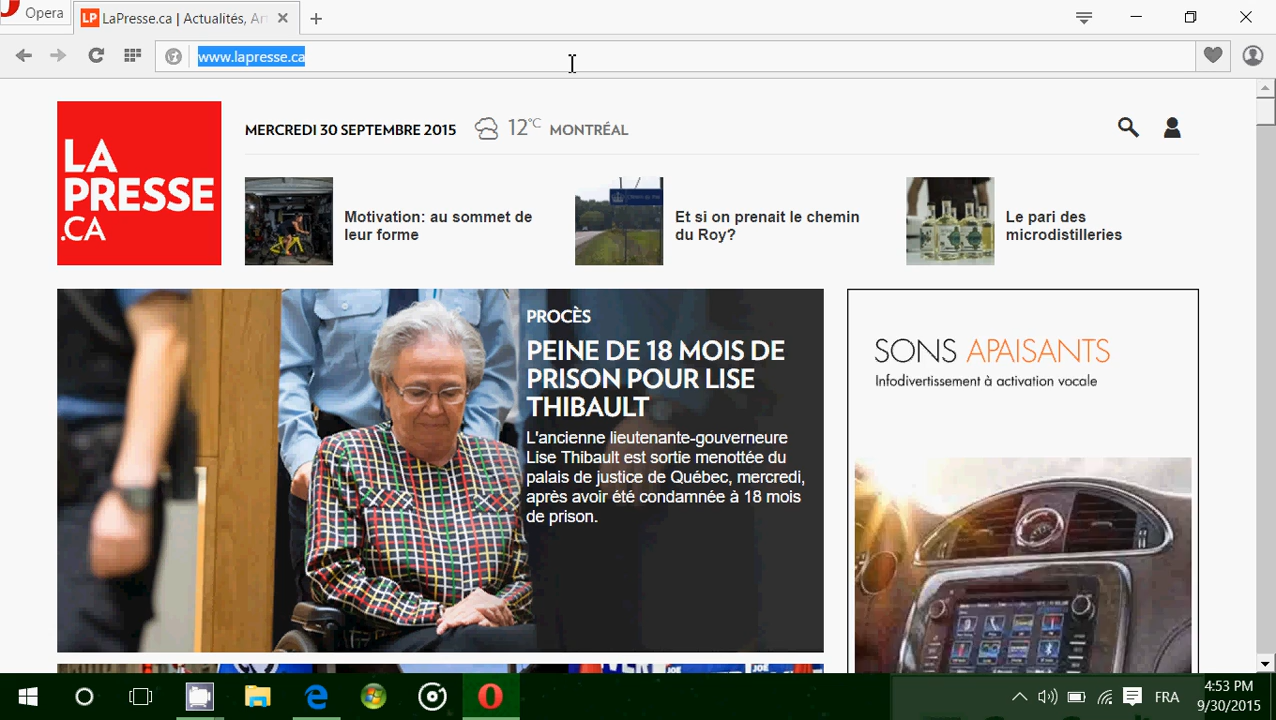 Opera
LaPresse.ca | Actualités, Ar
www.lapresse.ca
LA
PRESSE
.CA
MERCREDI 30 SEPTEMBRE 2015
12°C
MONTRÉAL
Motivation: au sommet de
leur forme
Et si on prenait le chemin
du Roy?
Le pari des
microdistilleries
PROCÈS
PEINE DE 18 MOIS DE
PRISON POUR LISE
THIBAULT
L'ancienne lieutenante-gouverneure
Lise Thibault est sortie menottée du
palais de justice de Québec, mercredi,
après avoir été condamnée à 18 mois
de prison.
SONS APAISANTS
Infodivertissement à activation vocale
JOE
JOE
FRA
4:53 PM
9/30/2015